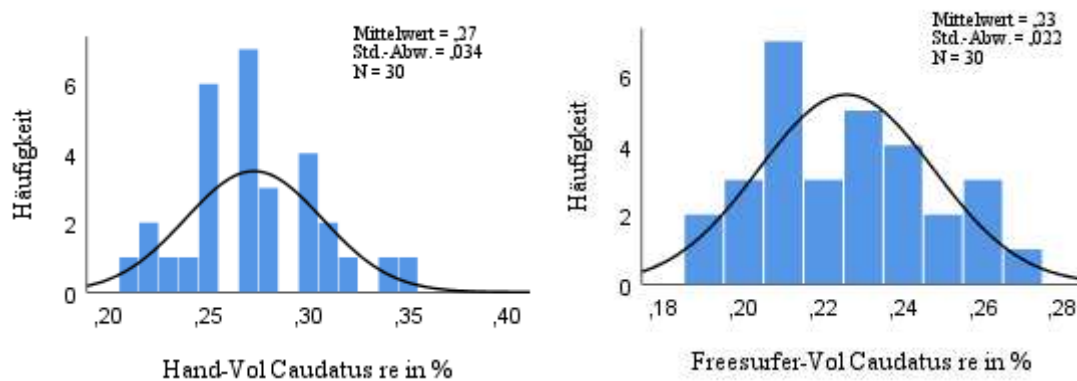 Mittelwert = ,27
Std.-Abw. = ,034
N = 30
Häufigkeit
6
4
2
0
,20 ,25 ,30 ,35 ,40
Hand-Vol Caudatus re in %
Mittelwert = ,23
Std.-Abw. = ,022
N = 30
Häufigkeit
6
4
2
0
,18 ,20 ,22 ,24 ,26 ,28
Freesurfer-Vol Caudatus re in %